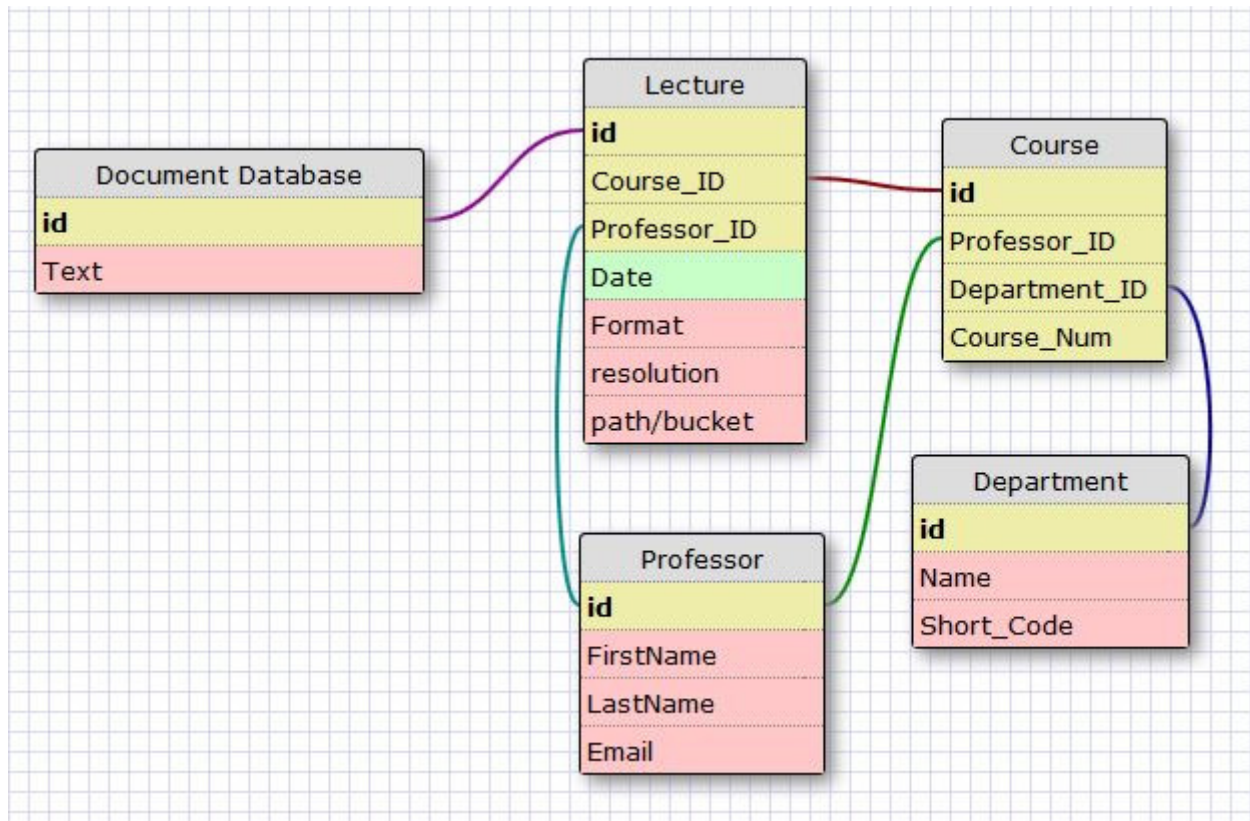 Document Database
id
Text
Lecture
id
Course_ID
Professor_ID
Date
Format
resolution
path/bucket
Course
id
Professor_ID
Department_ID
Course_Num
Professor
id
FirstName
LastName
Email
Department
id
Name
Short_Code